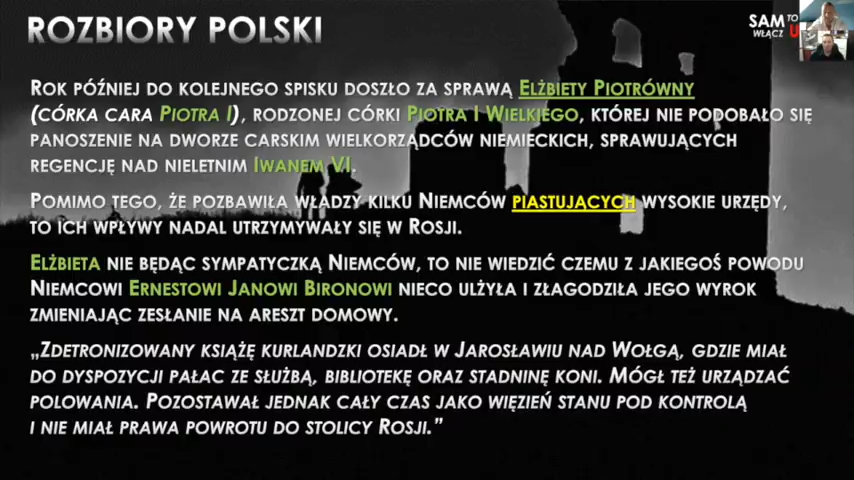 ROZBIORY POLSKI
SAM TO
WŁĄCZ U
ROK PÓŹNIEJ DO KOLEJNEGO SPISKU DOSZŁO ZA SPRAWĄ ELŻBIETY PIOTRÓWNY
(CÓRKA CARA PIOTRA I), RODZONEJ CÓRKI PIOTRA I WIELKIEGO, KTÓREJ NIE PODOBAŁO SIĘ
PANOSZENIE NA DWORZE CARSKIM WIELKORZĄDCÓW NIEMIECKICH, SPRAWUJĄCYCH
REGENCJĘ NAD NIELETNIM IWANEM VI.
POMIMO TEGO, ŻE POZBAWIŁA WŁADZY KILKU NIEMCÓW PIASTUJĄCYCH WYSOKIE URZĘDY,
TO ICH WPŁYWY NADAL UTRZYMYWAŁY SIĘ W ROSJI.
ELŻBIETA NIE BĘDĄC SYMPATYCZKĄ NIEMCÓW, TO NIE WIEDZIĆ CZEMU Z JAKIEGOŚ POWODU
NIEMCOWI ERNESTOWI JANOWI BIRONOWI NIECO ULŻYŁA I ZŁAGODZIŁA JEGO WYROK
ZMIENIAJĄC ZESŁANIE NA ARESZT DOMOWY.
„ZDETRONIZOWANY KSIĄŻĘ KURLANDZKI OSIADŁ W JAROSŁAWIU NAD WOŁGĄ, GDZIE MIAŁ
DO DYSPOZYCJI PAŁAC ZE SŁUŻBĄ, BIBLIOTEKĘ ORAZ STADNINĘ KONI. MÓGŁ TEŻ URZĄDZAĆ
POLOWANIA. POZOSTAWAŁ JEDNAK CAŁY CZAS JAKO WIĘZIEŃ STANU POD KONTROLĄ
I NIE MIAŁ PRAWA POWROTU DO STOLICY ROSJI.”